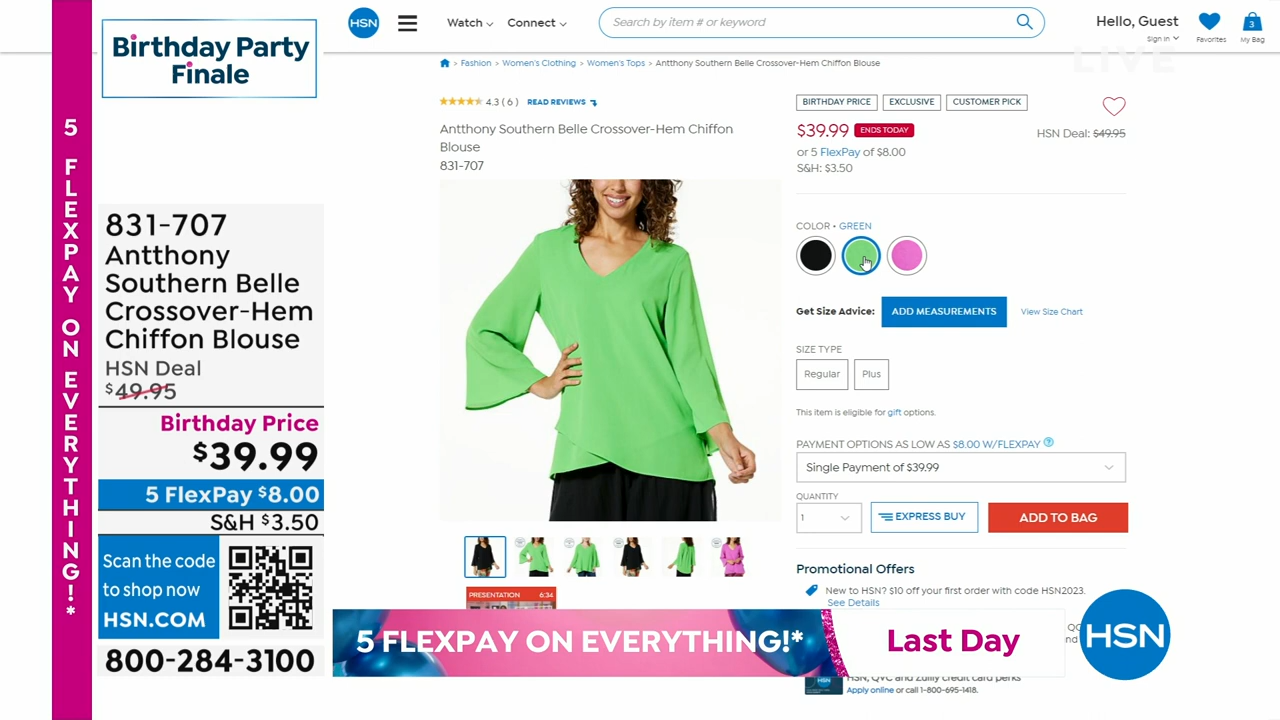 Birthday Party
Finale
5 FLEXPAY ON EVERYTHING!*
831-707
Antthony
Southern Belle
Crossover-Hem
Chiffon Blouse
HSN Deal
$49.95
Birthday Price
$39.99
5 FlexPay $8.00
S&H $3.50
Scan the code
to shop now
HSN.COM
800-284-3100
HSN
Watch
Connect
Search by item # or keyword
Hello, Guest
Sign In
Favorites
3
My Bag
LIVE
Fashion > Women's Clothing > Women's Tops > Antthony Southern Belle Crossover-Hem Chiffon Blouse
4.3 ( 6 ) READ REVIEWS
Antthony Southern Belle Crossover-Hem Chiffon
Blouse
831-707
BIRTHDAY PRICE EXCLUSIVE CUSTOMER PICK
$39.99 ENDS TODAY
HSN Deal: $49.95
or 5 FlexPay of $8.00
S&H: $3.50
COLOR • GREEN
Get Size Advice: ADD MEASUREMENTS View Size Chart
SIZE TYPE
Regular Plus
This item is eligible for gift options.
PAYMENT OPTIONS AS LOW AS $8.00 W/FLEXPAY ?
Single Payment of $39.99
QUANTITY
1 EXPRESS BUY ADD TO BAG
Promotional Offers
New to HSN? $10 off your first order with code HSN2023.
See Details
PRESENTATION 6:34
5 FLEXPAY ON EVERYTHING!*
Last Day
HSN
HSN, QVC and Zulily credit card perks
Apply online or call 1-800-695-1418.